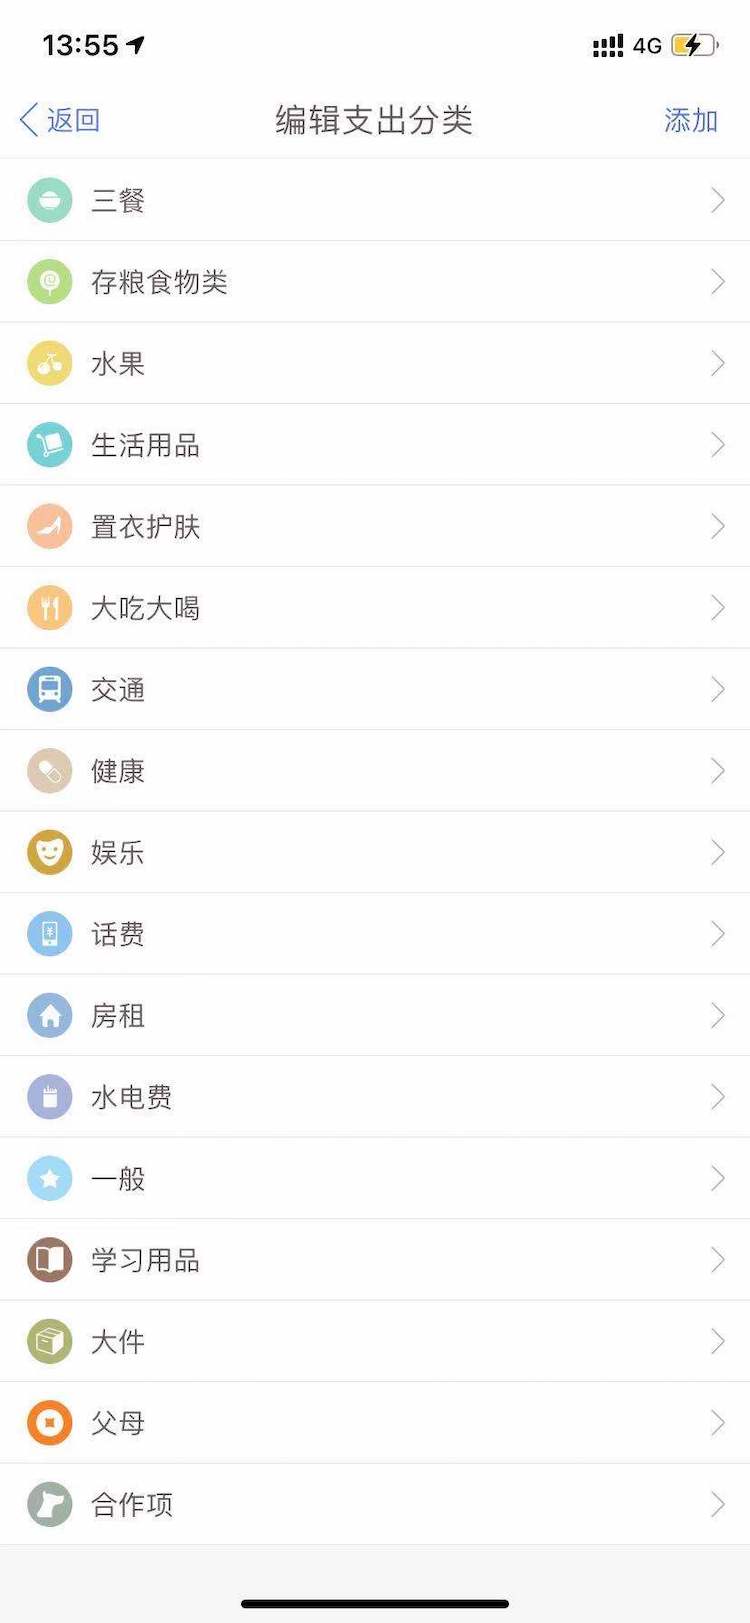 13:55
4G
返回
编辑支出分类
添加
三餐
存粮食物类
水果
生活用品
置衣护肤
大吃大喝
交通
健康
娱乐
话费
房租
水电费
一般
学习用品
大件
父母
合作项